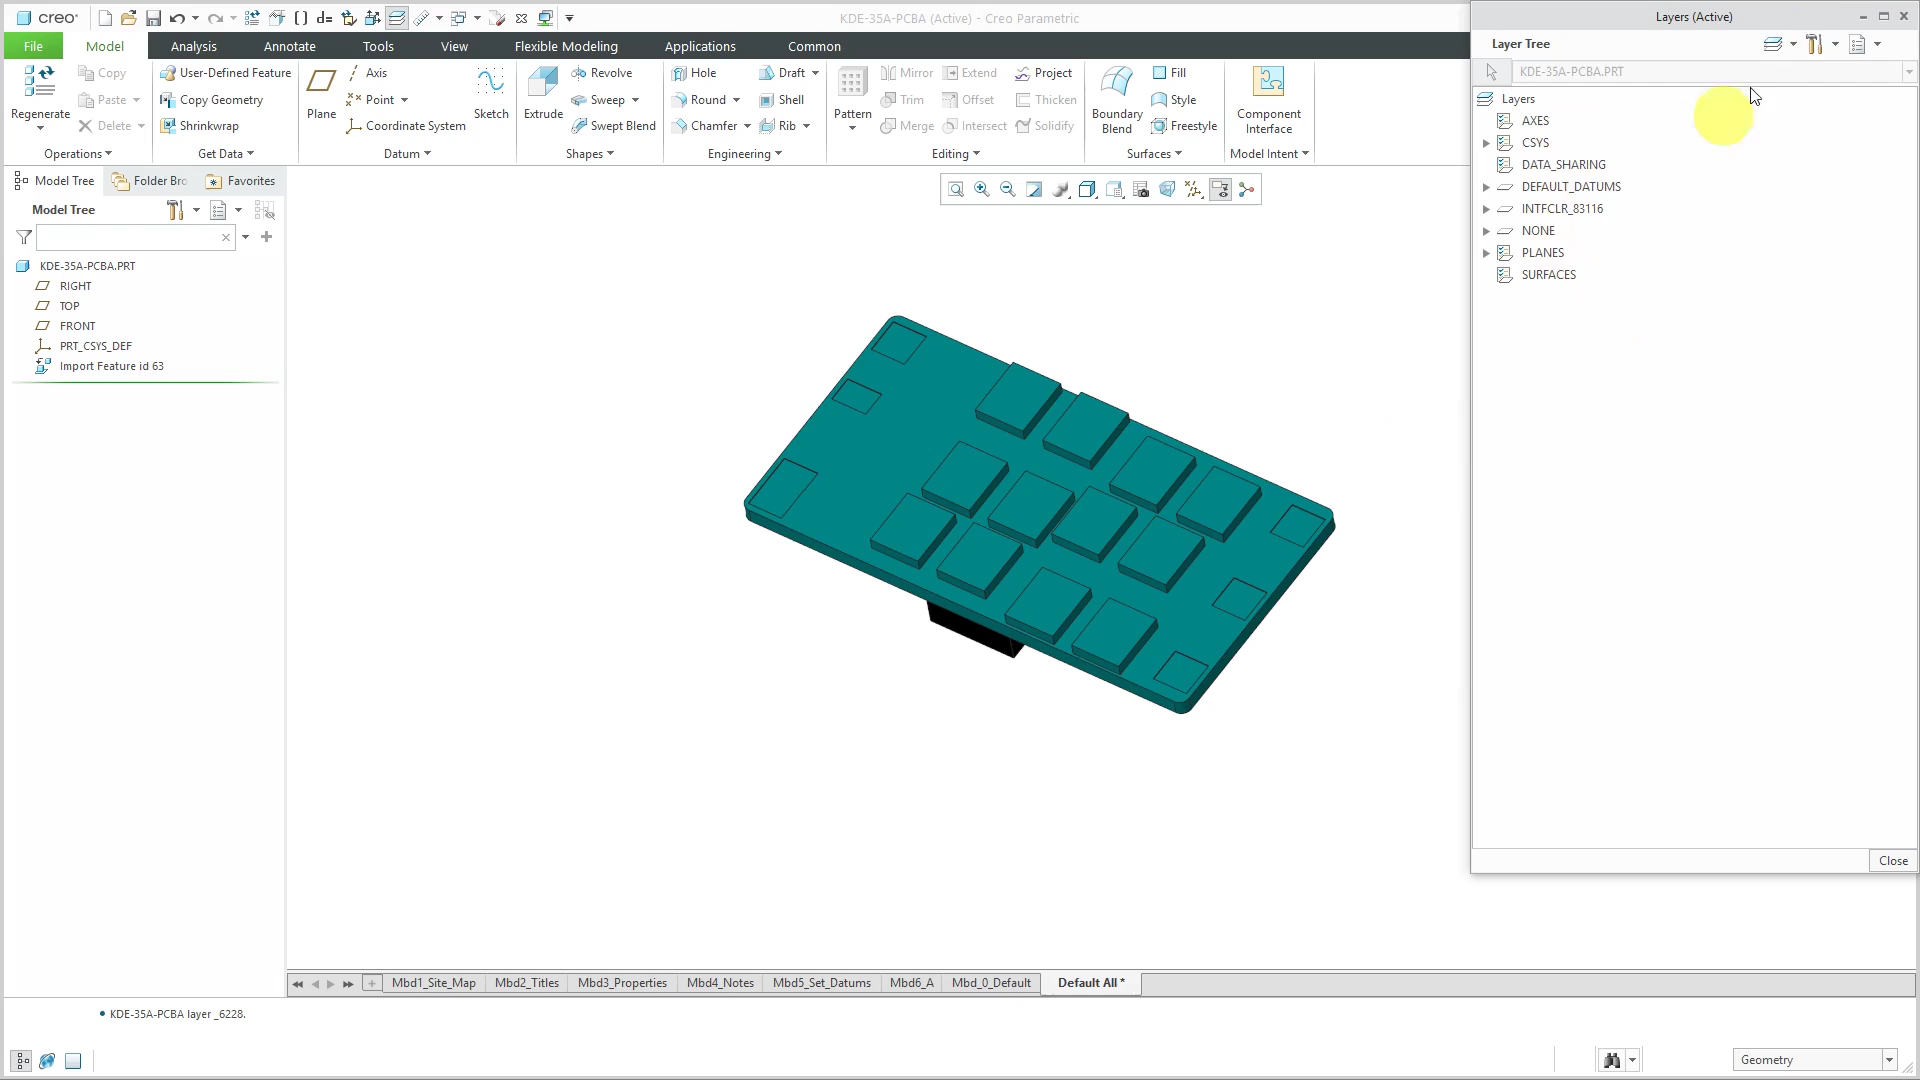 creo
d=
KDE-35A-PCBA (Active) - Creo Parametric
Layers (Active)
File
Model
Analysis
Annotate
Tools
View
Flexible Modeling
Applications
Common
Layer Tree
Regenerate
Copy
Paste
Delete
Operations
User-Defined Feature
Copy Geometry
Shrinkwrap
Get Data
Plane
Axis
Point
Coordinate System
Sketch
Datum
Extrude
Revolve
Sweep
Swept Blend
Shapes
Hole
Round
Chamfer
Draft
Shell
Rib
Engineering
Pattern
Mirror
Trim
Merge
Extend
Offset
Intersect
Project
Thicken
Solidify
Editing
Boundary
Blend
Fill
Style
Freestyle
Surfaces
Component
Interface
Model Intent
KDE-35A-PCBA.PRT
Layers
AXES
CSYS
DATA_SHARING
DEFAULT_DATUMS
INTFCLR_83116
NONE
PLANES
SURFACES
Close
Model Tree
Folder Bro
Favorites
Model Tree
KDE-35A-PCBA.PRT
RIGHT
TOP
FRONT
PRT_CSYS_DEF
Import Feature id 63
Mbd1_Site_Map
Mbd2_Titles
Mbd3_Properties
Mbd4_Notes
Mbd5_Set_Datums
Mbd6_A
Mbd_0_Default
Default All *
• KDE-35A-PCBA layer _6228.
Geometry